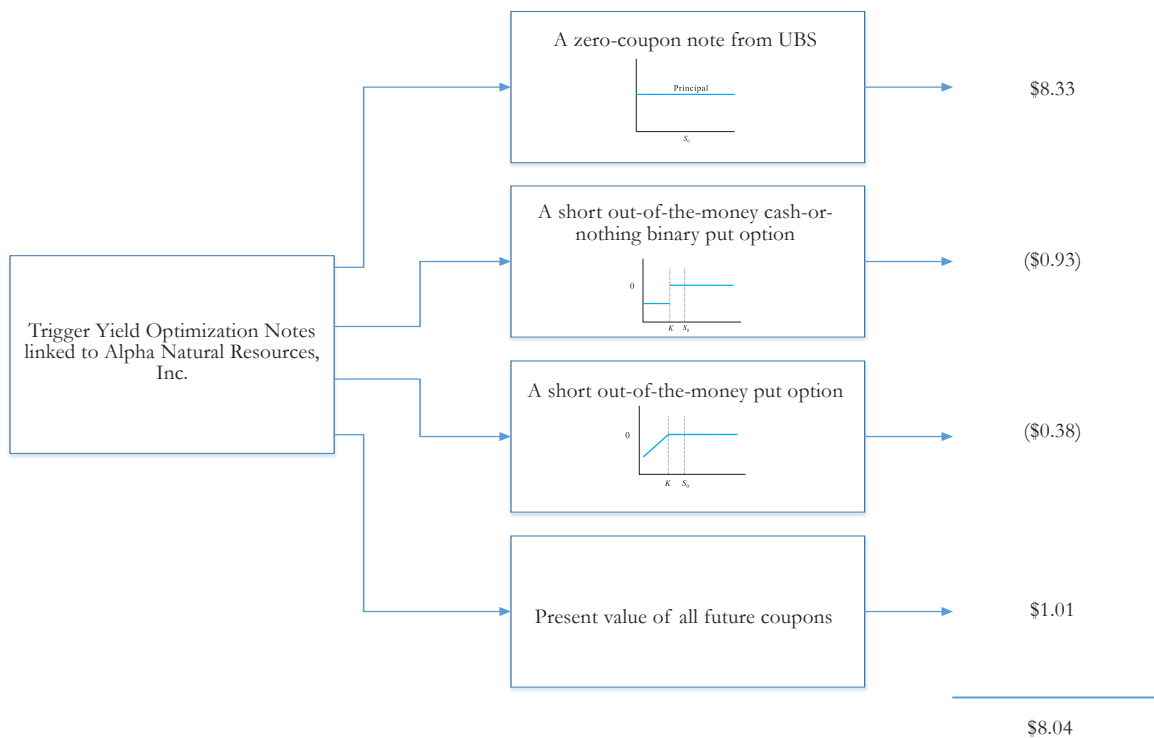 A zero-coupon note from UBS
Principal
S0
$8.33
A short out-of-the-money cash-or-
nothing binary put option
0
K S0
($0.93)
Trigger Yield Optimization Notes
linked to Alpha Natural Resources,
Inc.
A short out-of-the-money put option
0
K S0
($0.38)
Present value of all future coupons
$1.01
$8.04